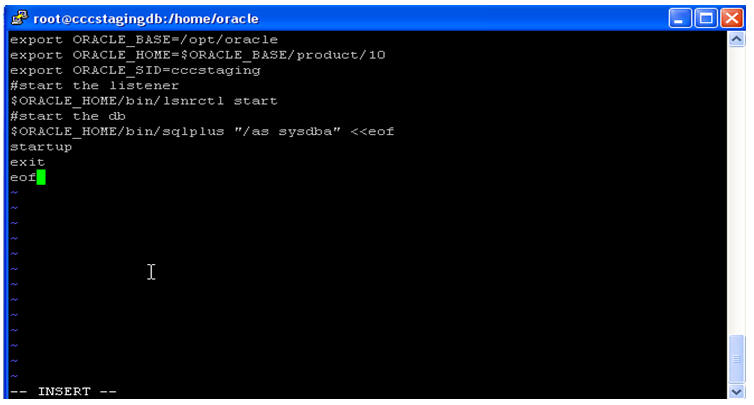 root@cccstagingdb:/home/oracle
export ORACLE_BASE=/opt/oracle
export ORACLE_HOME=$ORACLE_BASE/product/10
export ORACLE_SID=cccstaging
#start the listener
$ORACLE_HOME/bin/lsnrctl start
#start the db
$ORACLE_HOME/bin/sqlplus "/as sysdba" <<eof
startup
exit
eof
~
~
~
~
~
~
~
~
~
~
~
~
~
-- INSERT --